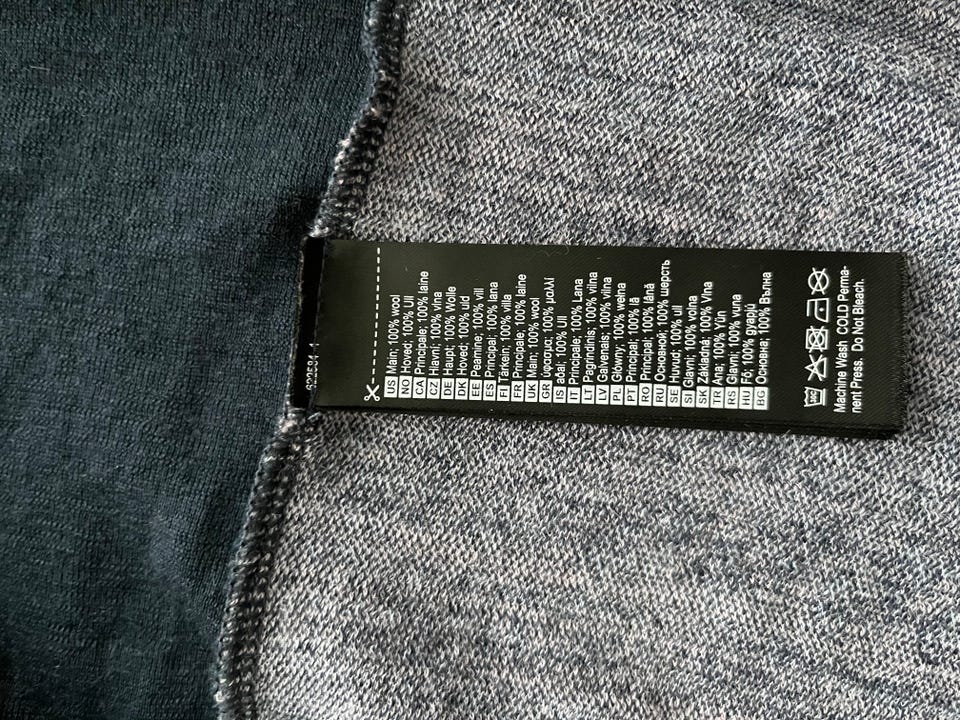 622584 1
US Main; 100% wool
NO Hoved; 100% Ull
CA Principale; 100% laine
CZ Hlavní; 100% vlna
DE Haupt; 100% Wolle
DK Hoved; 100% uld
EE Peamine; 100% vill
ES Principal; 100% lana
FI Tärkein; 100% villa
FR Principale; 100% laine
UK Main; 100% wool
GR Υφασμα; 100% μαλλί
IS aðal; 100% Ull
IT Principale; 100% Lana
LT Pagrindinis; 100% vilna
LV Galvenais; 100% vilna
PL Główny; 100% wełna
PT Principal; 100% lã
RO Principal; 100% lână
RU Основной; 100% шерсть
SE Huvud; 100% ull
SI Glavni; 100% volna
SK Základná; 100% Vlna
TR Ana; 100% Yün
RS Glavni; 100% vuna
HU Fő; 100% gyapjú
BG Основна; 100% Вълна
Machine Wash COLD Perma-
nent Press. Do Not Bleach.